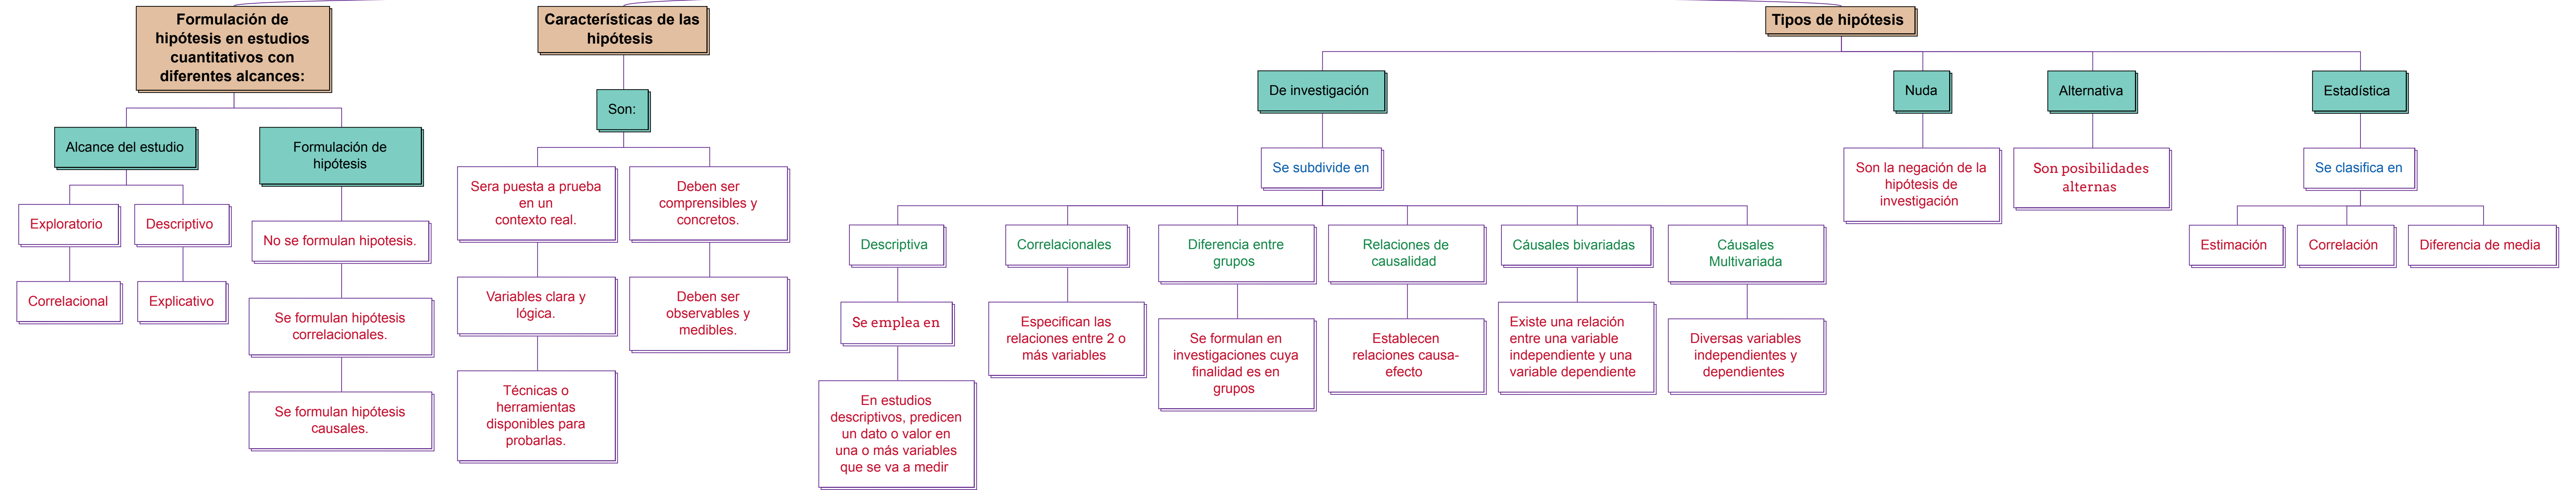 Formulación de
hipótesis en estudios
cuantitativos con
diferentes alcances:
Alcance del estudio
Exploratorio
Descriptivo
Correlacional
Explicativo
Formulación de
hipótesis
No se formulan hipotesis.
Se formulan hipótesis
correlacionales.
Se formulan hipótesis
causales.
Características de las
hipótesis
Son:
Sera puesta a prueba
en un
contexto real.
Variables clara y
lógica.
Técnicas o
herramientas
disponibles para
probarlas.
Deben ser
comprensibles y
concretos.
Deben ser
observables y
medibles.
Tipos de hipótesis
De investigación
Se subdivide en
Descriptiva
Se emplea en
En estudios
descriptivos, predicen
un dato o valor en
una o más variables
que se va a medir
Correlacionales
Especifican las
relaciones entre 2 o
más variables
Diferencia entre
grupos
Se formulan en
investigaciones cuya
finalidad es en
grupos
Relaciones de
causalidad
Establecen
relaciones causa-
efecto
Cáusales bivariadas
Existe una relación
entre una variable
independiente y una
variable dependiente
Cáusales
Multivariada
Diversas variables
independientes y
dependientes
Nuda
Son la negación de la
hipótesis de
investigación
Alternativa
Son posibilidades
alternas
Estadística
Se clasifica en
Estimación
Correlación
Diferencia de media